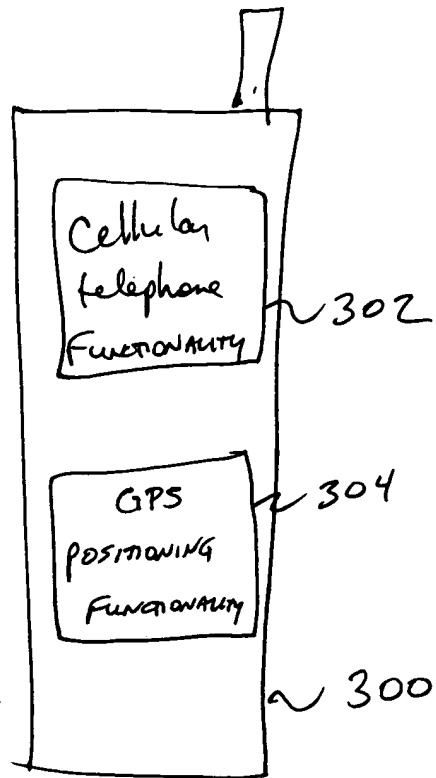 Cellular
telephone
FUNCTIONALITY
302
GPS
POSITIONING
FUNCTIONALITY
304
300